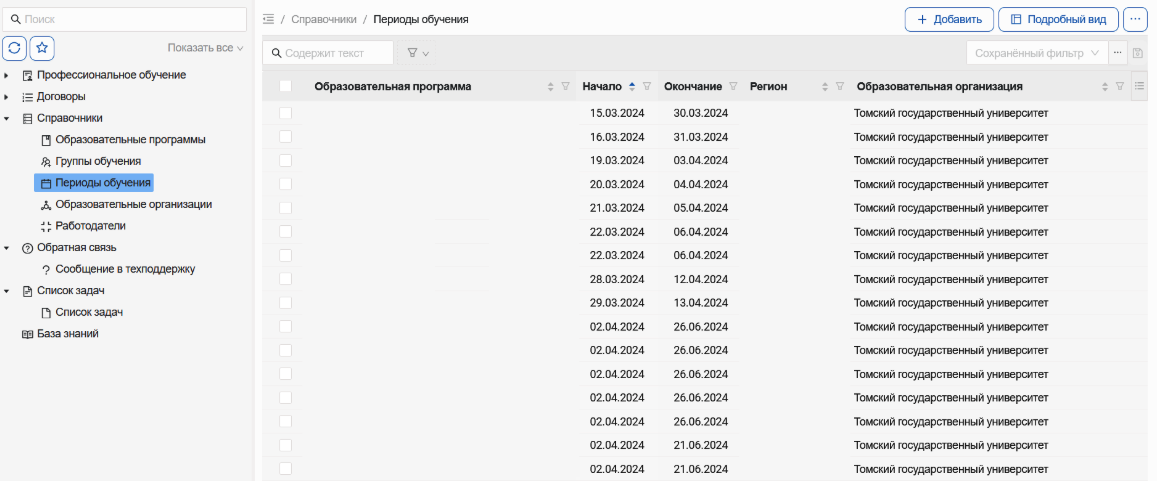 Поиск
Показать все
Профессиональное обучение
Договоры
Справочники
Образовательные программы
Группы обучения
Периоды обучения
Образовательные организации
Работодатели
Обратная связь
? Сообщение в техподдержку
Список задач
Список задач
База знаний
/ Справочники / Периоды обучения
+ Добавить
Подробный вид
...
Содержит текст
Сохранённый фильтр
...
Образовательная программа Начало Окончание Регион Образовательная организация
15.03.2024 30.03.2024 Томский государственный университет
16.03.2024 31.03.2024 Томский государственный университет
19.03.2024 03.04.2024 Томский государственный университет
20.03.2024 04.04.2024 Томский государственный университет
21.03.2024 05.04.2024 Томский государственный университет
22.03.2024 06.04.2024 Томский государственный университет
22.03.2024 06.04.2024 Томский государственный университет
28.03.2024 12.04.2024 Томский государственный университет
29.03.2024 13.04.2024 Томский государственный университет
02.04.2024 26.06.2024 Томский государственный университет
02.04.2024 26.06.2024 Томский государственный университет
02.04.2024 26.06.2024 Томский государственный университет
02.04.2024 26.06.2024 Томский государственный университет
02.04.2024 26.06.2024 Томский государственный университет
02.04.2024 21.06.2024 Томский государственный университет
02.04.2024 21.06.2024 Томский государственный университет